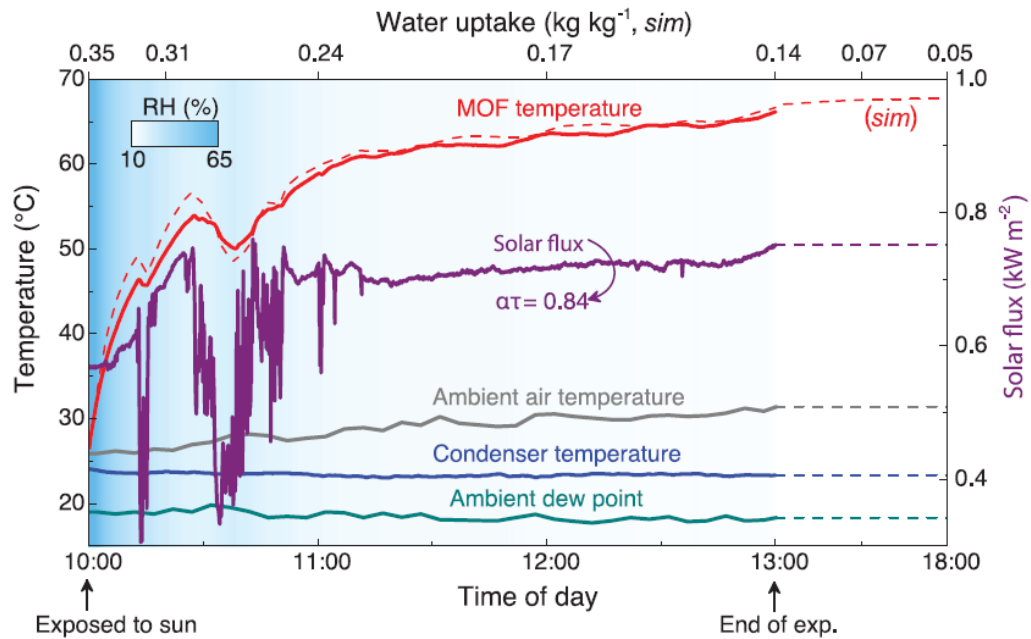 Water uptake (kg kg⁻¹, sim)
0.35 0.31 0.24 0.17 0.14 0.07 0.05
70 1.0
RH (%)
10 65
MOF temperature
(sim)
60
0.8
50
Solar flux
ατ = 0.84
40
0.6
Ambient air temperature
30
Condenser temperature
0.4
20
Ambient dew point
Temperature (°C)
Solar flux (kW m⁻²)
10:00 11:00 12:00 13:00 18:00
Time of day
Exposed to sun
End of exp.